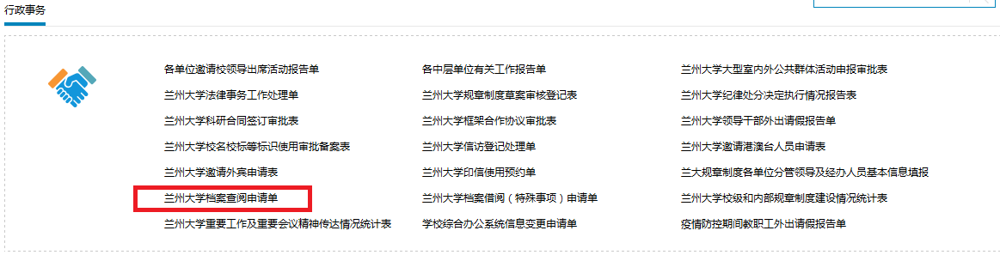 行政事务
各单位邀请校领导出席活动报告单 各中层单位有关工作报告单 兰州大学大型室内外公共群体活动申报审批表
兰州大学法律事务工作处理单 兰州大学规章制度草案审核登记表 兰州大学纪律处分决定执行情况报告表
兰州大学科研合同签订审批表 兰州大学框架合作协议审批表 兰州大学领导干部外出请假报告单
兰州大学校名校标等标识使用审批备案表 兰州大学信访登记处理单 兰州大学邀请港澳台人员申请表
兰州大学邀请外宾申请表 兰州大学印信使用预约单 兰大规章制度各单位分管领导及经办人员基本信息填报
兰州大学档案查阅申请单 兰州大学档案借阅（特殊事项）申请单 兰州大学校级和内部规章制度建设情况统计表
兰州大学重要工作及重要会议精神传达情况统计表 学校综合办公系统信息变更申请单 疫情防控期间教职工外出请假报告单